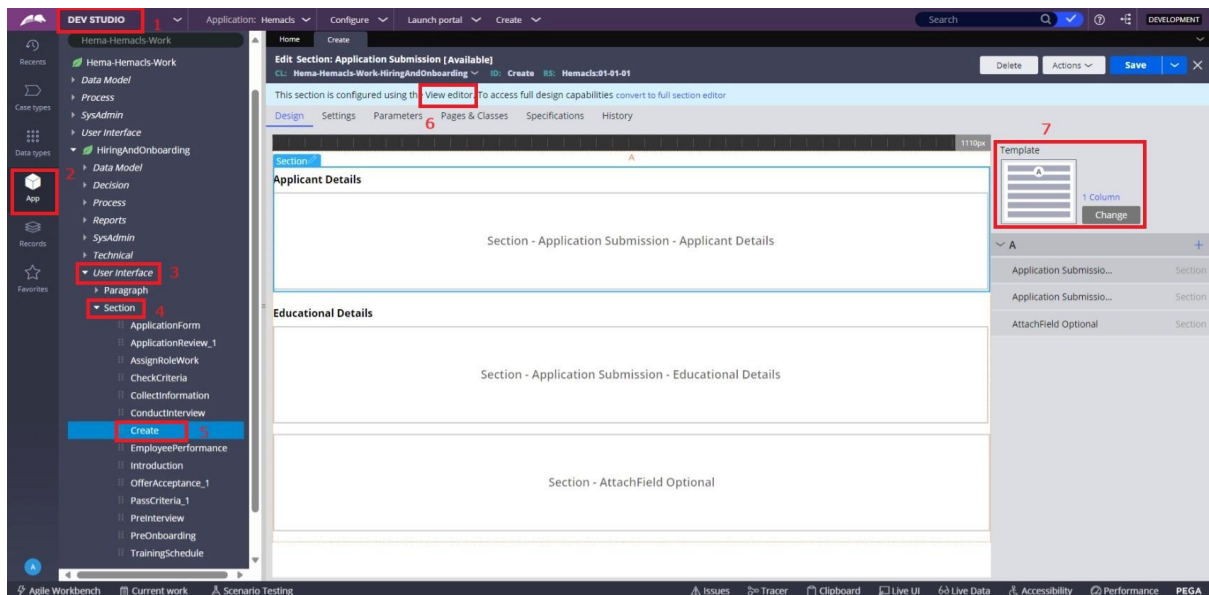 DEV STUDIO 1 Application: Hemacls Configure Launch portal Create Search DEVELOPMENT
Recents
Case types
Data types
2
App
Records
Favorites
A
Hema-Hemacls-Work
Hema-Hemacls-Work
Data Model
Process
SysAdmin
User Interface
HiringAndOnboarding
Data Model
Decision
Process
Reports
SysAdmin
Technical
User Interface 3
Paragraph
Section 4
ApplicationForm
ApplicationReview_1
AssignRoleWork
CheckCriteria
CollectInformation
ConductInterview
Create 5
EmployeePerformance
Introduction
OfferAcceptance_1
PassCriteria_1
PreInterview
PreOnboarding
TrainingSchedule
Home Create
Edit Section: Application Submission [Available]
CL: Hema-Hemacls-Work-HiringAndOnboarding ID: Create RS: Hemacls:01-01-01
Delete Actions Save
This section is configured using the View editor. To access full design capabilities convert to full section editor
Design Settings Parameters 6 Pages & Classes Specifications History
1110px
Section A
Applicant Details
Section - Application Submission - Applicant Details
Educational Details
Section - Application Submission - Educational Details
Section - AttachField Optional
7
Template
A
1 Column
Change
A +
Application Submissio... Section
Application Submissio... Section
AttachField Optional Section
Agile Workbench Current work Scenario Testing Issues Tracer Clipboard Live UI Live Data Accessibility Performance PEGA